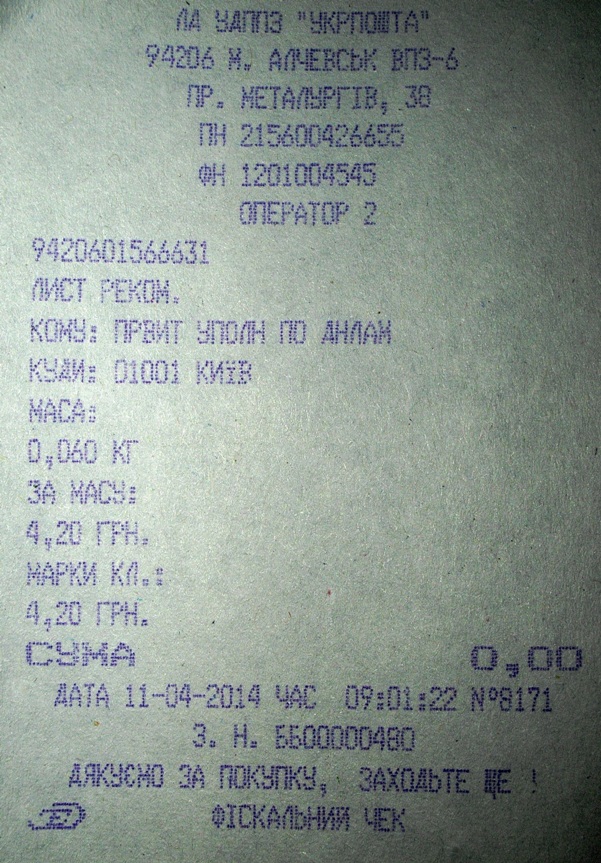 ЛД УДППЗ "УКРПОШТА"
94206 М. АЛЧЕВСЬК ВПЗ-6
ПР. МЕТАЛУРГІВ, 38
ПН 215600426655
ФН 1201004545
ОПЕРАТОР 2
9420601566631
ЛИСТ РЕКОМ.
КОМУ: ПРВИТ УПОЛН ПО ДНЛАМ
КУДИ: 01001 КИЇВ
МАСА:
0,060 КГ
ЗА МАСУ:
4,20 ГРН.
МАРКИ КЛ.:
4,20 ГРН.
СУМА 0,00
ДАТА 11-04-2014 ЧАС 09:01:22 №8171
З. Н. ББ00000480
ДЯКУЄМО ЗА ПОКУПКУ, ЗАХОДЬТЕ ЩЕ !
ФІСКАЛЬНИЙ ЧЕК